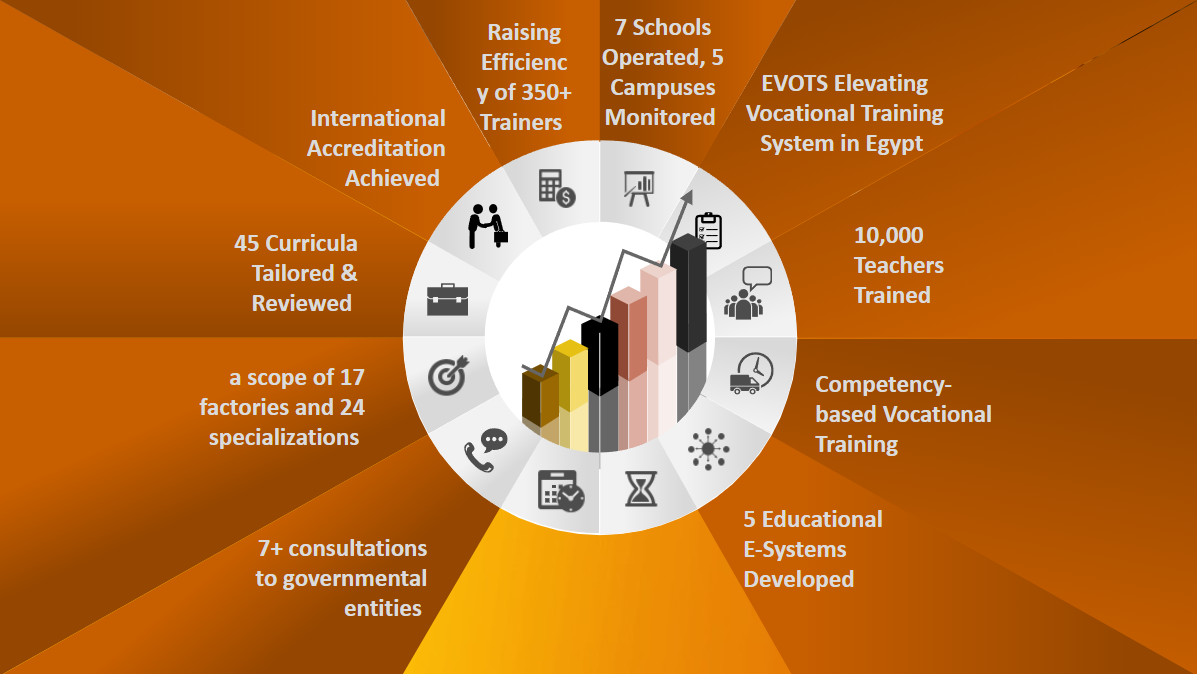 Raising
Efficienc
y of 350+
Trainers
7 Schools
Operated, 5
Campuses
Monitored
EVOTS Elevating
Vocational Training
System in Egypt
10,000
Teachers
Trained
Competency-
based Vocational
Training
5 Educational
E-Systems
Developed
7+ consultations
to governmental
entities
a scope of 17
factories and 24
specializations
45 Curricula
Tailored &
Reviewed
International
Accreditation
Achieved